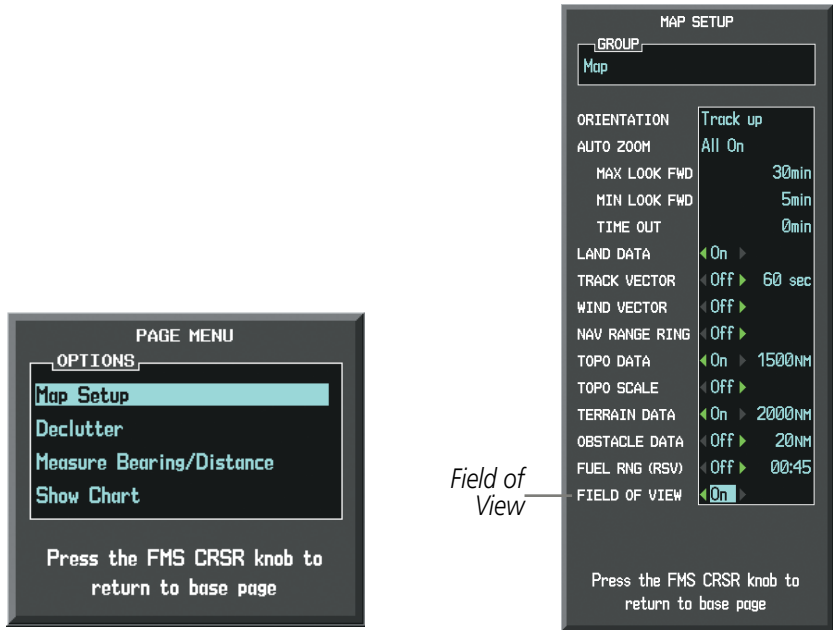 PAGE MENU
OPTIONS
Map Setup
Declutter
Measure Bearing/Distance
Show Chart
Press the FMS CRSR knob to
return to base page
MAP SETUP
GROUP
Map
ORIENTATION Track up
AUTO ZOOM All On
MAX LOOK FWD 30min
MIN LOOK FWD 5min
TIME OUT 0min
LAND DATA On
TRACK VECTOR Off 60 sec
WIND VECTOR Off
NAV RANGE RING Off
TOPO DATA On 1500NM
TOPO SCALE Off
TERRAIN DATA On 2000NM
OBSTACLE DATA Off 20NM
FUEL RNG (RSV) Off 00:45
FIELD OF VIEW On
Field of
View
Press the FMS CRSR knob to
return to base page